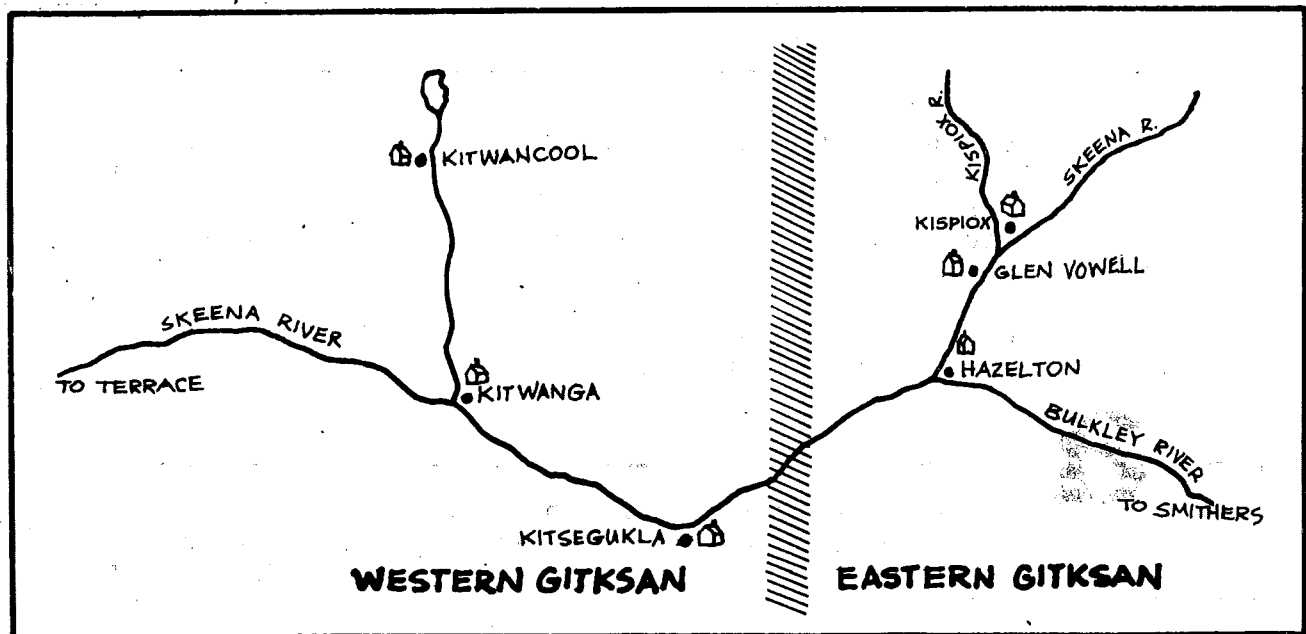 KITWANCOOL
KISPIOX R.
SKEENA R.
KISPIOX
GLEN VOWELL
SKEENA RIVER
TO TERRACE
KITWANGA
HAZELTON
BULKLEY RIVER
TO SMITHERS
KITSEGUKLA
WESTERN GITKSAN
EASTERN GITKSAN